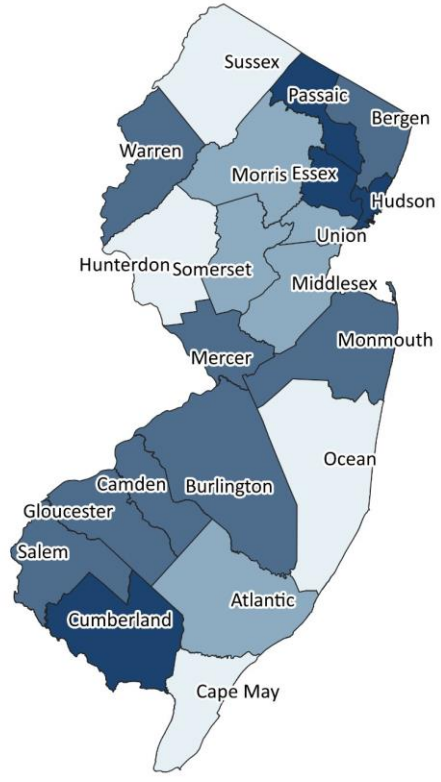 Sussex
Passaic
Bergen
Warren
Morris
Essex
Hudson
Union
Hunterdon
Somerset
Middlesex
Monmouth
Mercer
Ocean
Camden
Burlington
Gloucester
Salem
Atlantic
Cumberland
Cape May